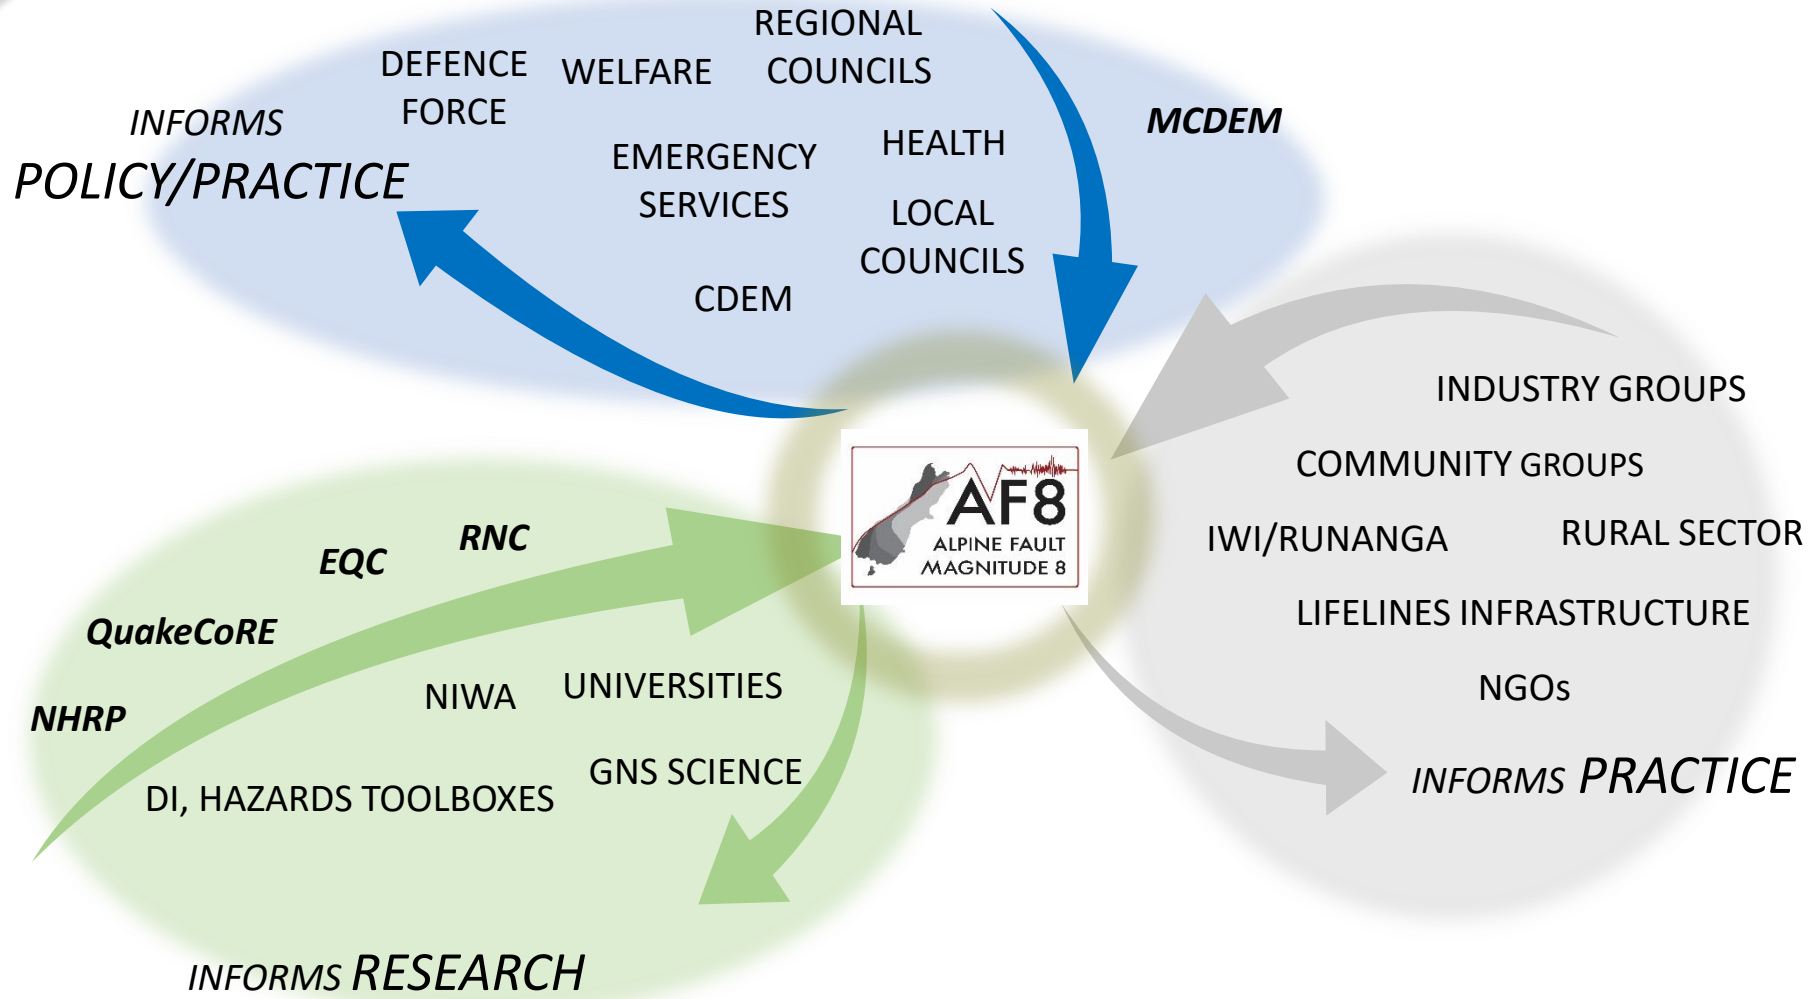 REGIONAL
COUNCILS
DEFENCE
FORCE
WELFARE
INFORMS
POLICY/PRACTICE
MCDEM
EMERGENCY
SERVICES
HEALTH
LOCAL
COUNCILS
CDEM
AF8
ALPINE FAULT
MAGNITUDE 8
INDUSTRY GROUPS
COMMUNITY GROUPS
IWI/RUNANGA
RURAL SECTOR
LIFELINES INFRASTRUCTURE
NGOs
INFORMS PRACTICE
RNC
EQC
QuakeCoRE
NHRP
NIWA
UNIVERSITIES
GNS SCIENCE
DI, HAZARDS TOOLBOXES
INFORMS RESEARCH